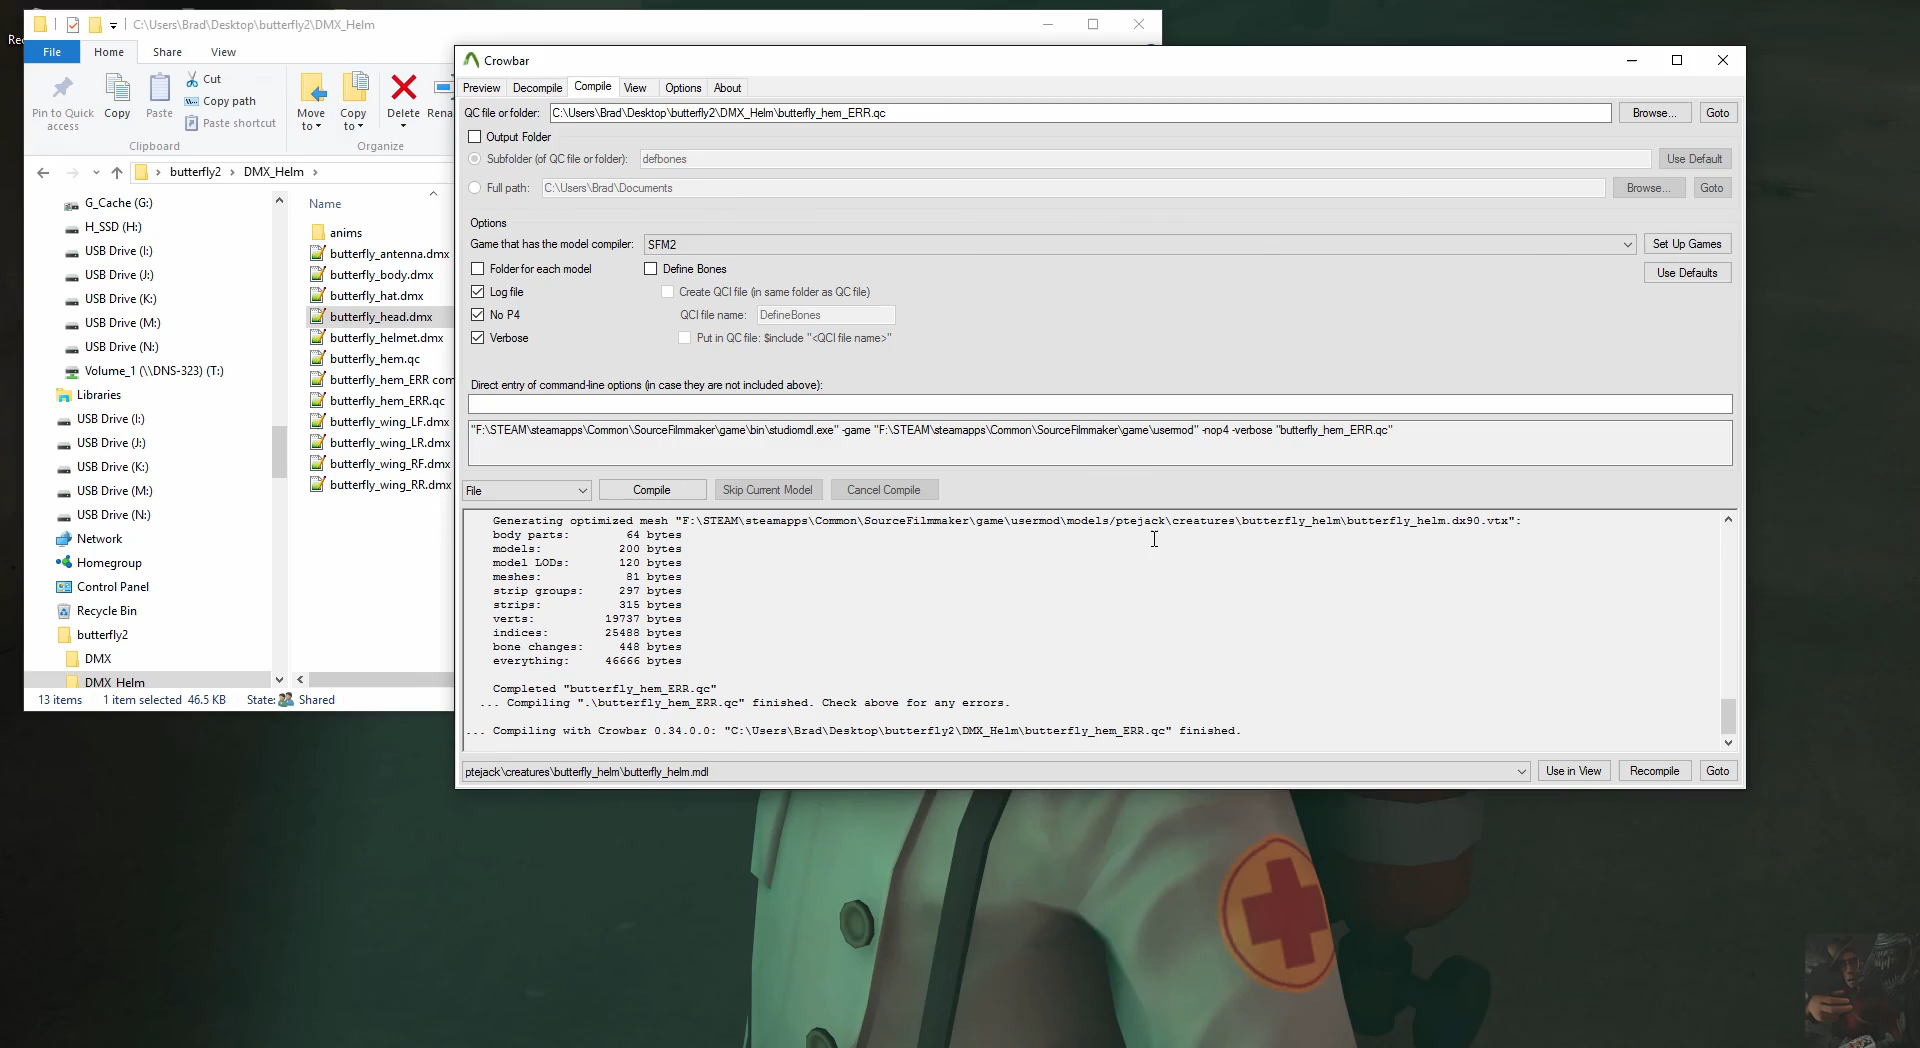 C:\Users\Brad\Desktop\butterfly2\DMX_Helm
File Home Share View
Pin to Quick access
Copy
Paste
Cut
Copy path
Paste shortcut
Clipboard
Move to
Copy to
Delete
Rena
Organize
butterfly2 > DMX_Helm >
G_Cache (G:)
H_SSD (H:)
USB Drive (I:)
USB Drive (J:)
USB Drive (K:)
USB Drive (M:)
USB Drive (N:)
Volume_1 (\\DNS-323) (T:)
Libraries
USB Drive (I:)
USB Drive (J:)
USB Drive (K:)
USB Drive (M:)
USB Drive (N:)
Network
Homegroup
Control Panel
Recycle Bin
butterfly2
DMX
DMX_Helm
Name
anims
butterfly_antenna.dmx
butterfly_body.dmx
butterfly_hat.dmx
butterfly_head.dmx
butterfly_helmet.dmx
butterfly_hem.qc
butterfly_hem_ERR com
butterfly_hem_ERR.qc
butterfly_wing_LF.dmx
butterfly_wing_LR.dmx
butterfly_wing_RF.dmx
butterfly_wing_RR.dmx
13 items 1 item selected 46.5 KB State: Shared
Crowbar
Preview Decompile Compile View Options About
QC file or folder: C:\Users\Brad\Desktop\butterfly2\DMX_Helm\butterfly_hem_ERR.qc Browse... Goto
Output Folder
Subfolder (of QC file or folder): defbones Use Default
Full path: C:\Users\Brad\Documents Browse... Goto
Options
Game that has the model compiler: SFM2 Set Up Games
Folder for each model Define Bones Use Defaults
Log file Create QCI file (in same folder as QC file)
No P4 QCI file name: DefineBones
Verbose Put in QC file: $include "<QCI file name>"
Direct entry of command-line options (in case they are not included above):
"F:\STEAM\steamapps\Common\SourceFilmmaker\game\bin\studiomdl.exe" -game "F:\STEAM\steamapps\Common\SourceFilmmaker\game\usermod" -nop4 -verbose "butterfly_hem_ERR.qc"
File Compile Skip Current Model Cancel Compile
Generating optimized mesh "F:\STEAM\steamapps\Common\SourceFilmmaker\game\usermod\models/ptejack\creatures\butterfly_helm\butterfly_helm.dx90.vtx":
body parts: 64 bytes
models: 200 bytes
model LODs: 120 bytes
meshes: 81 bytes
strip groups: 297 bytes
strips: 315 bytes
verts: 19737 bytes
indices: 25488 bytes
bone changes: 448 bytes
everything: 46666 bytes
Completed "butterfly_hem_ERR.qc"
... Compiling ".\butterfly_hem_ERR.qc" finished. Check above for any errors.
... Compiling with Crowbar 0.34.0.0: "C:\Users\Brad\Desktop\butterfly2\DMX_Helm\butterfly_hem_ERR.qc" finished.
ptejack\creatures\butterfly_helm\butterfly_helm.mdl Use in View Recompile Goto